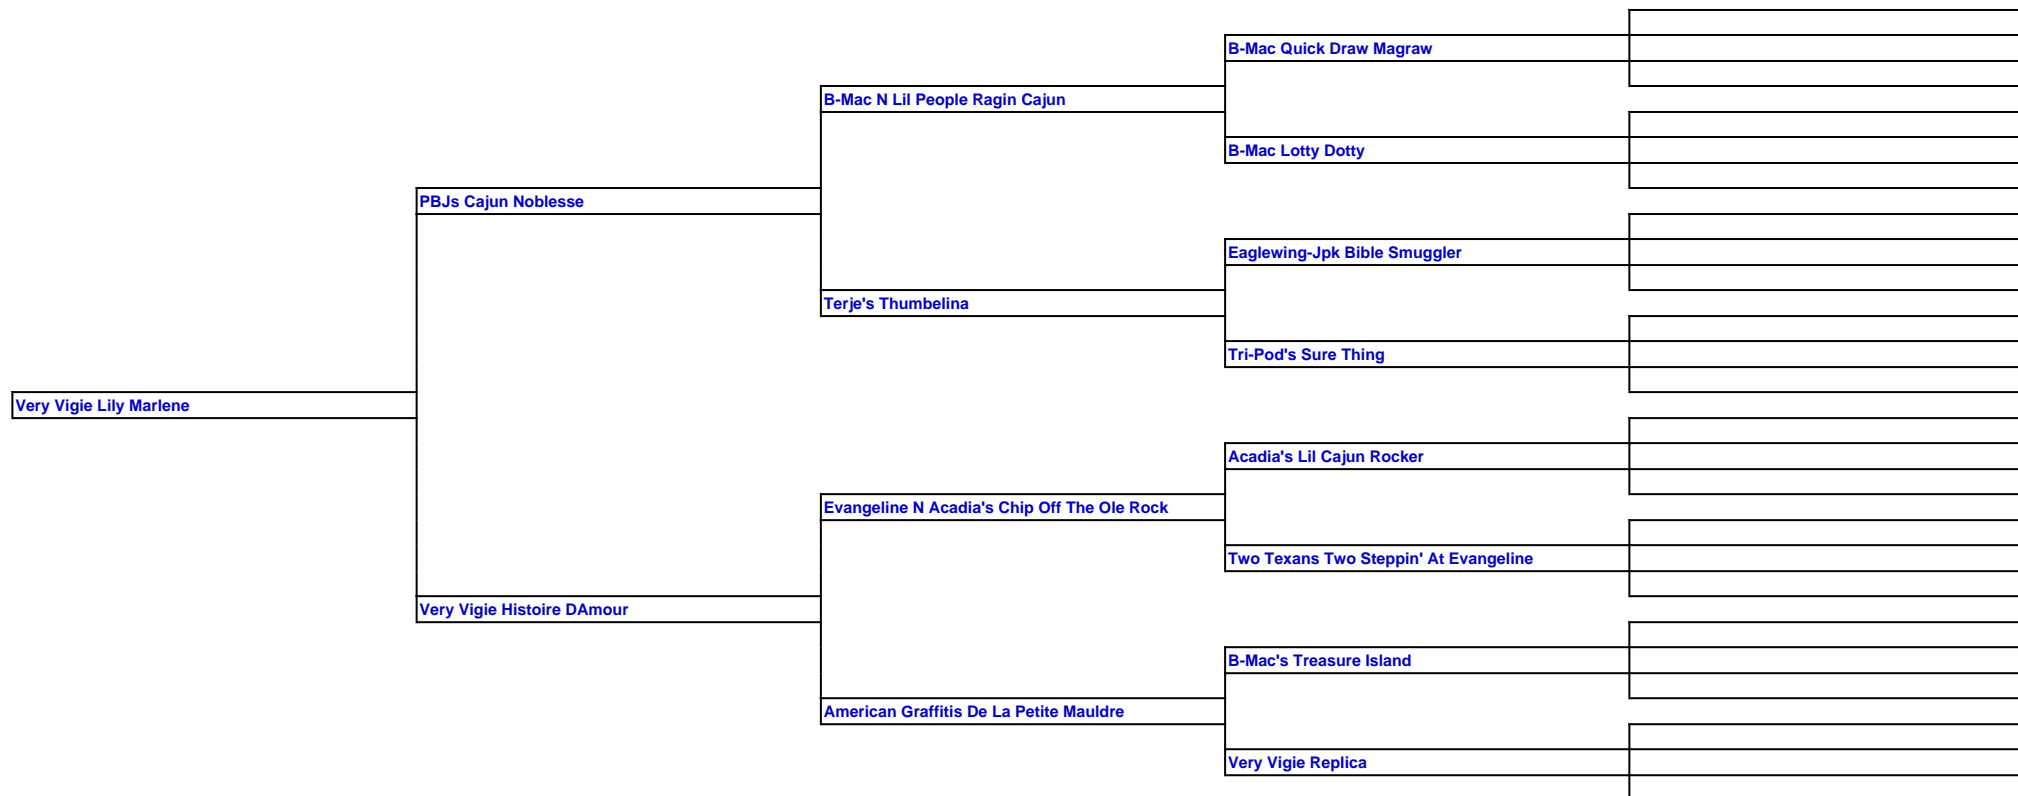 B-Mac Quick Draw Magraw
B-Mac N Lil People Ragin Cajun
B-Mac Lotty Dotty
PBJs Cajun Noblesse
Eaglewing-Jpk Bible Smuggler
Terje's Thumbelina
Tri-Pod's Sure Thing
Very Vigie Lily Marlene
Acadia's Lil Cajun Rocker
Evangeline N Acadia's Chip Off The Ole Rock
Two Texans Two Steppin' At Evangeline
Very Vigie Histoire DAmour
B-Mac's Treasure Island
American Graffitis De La Petite Mauldre
Very Vigie Replica